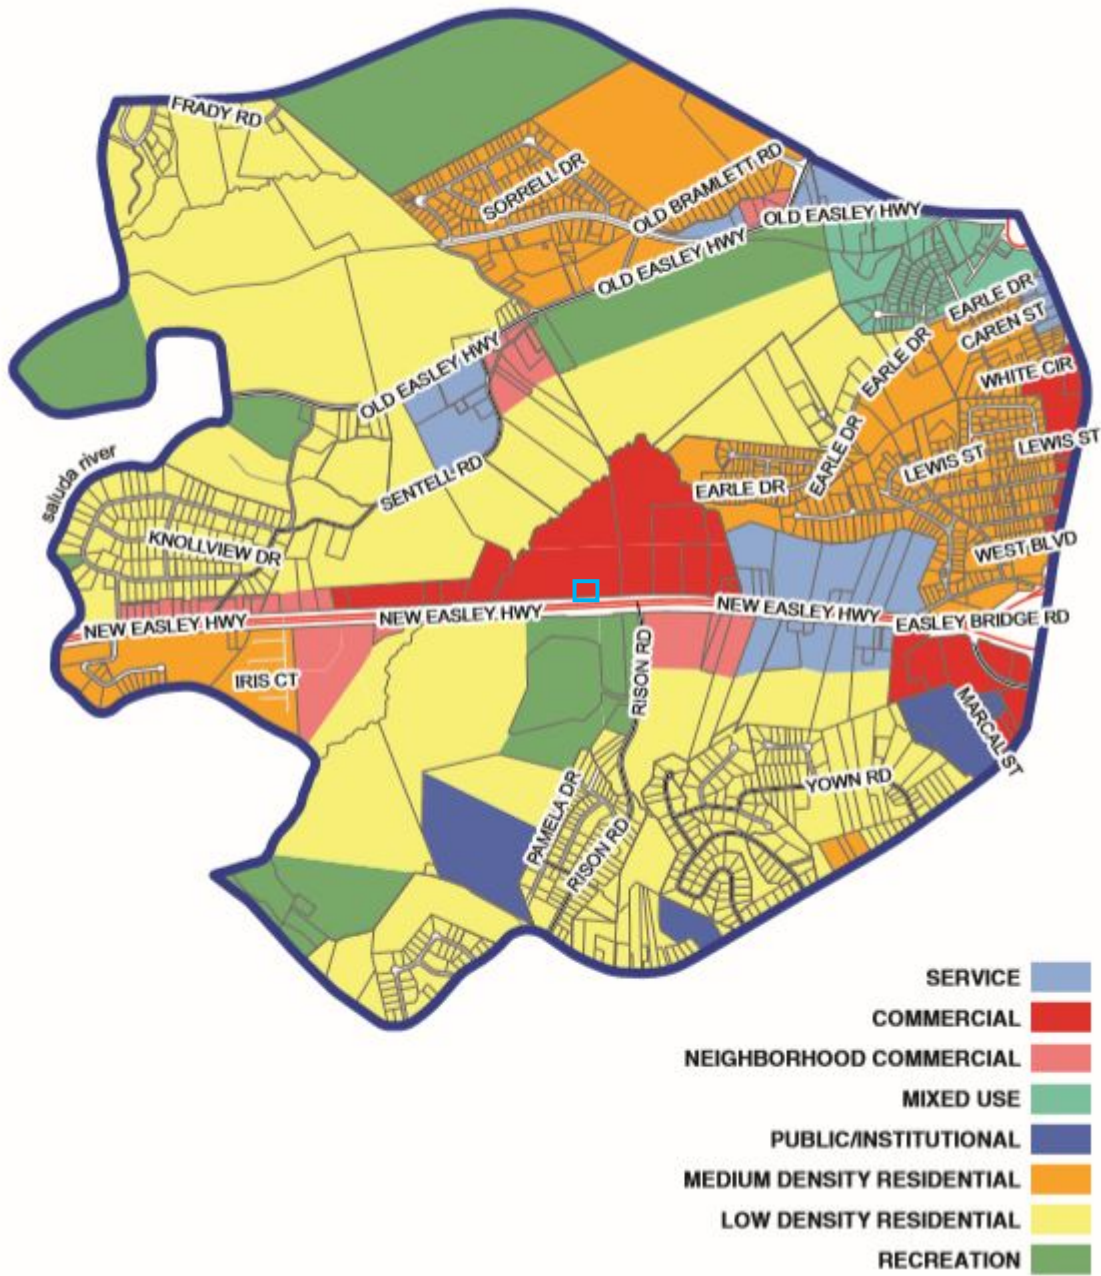 FRADY RD
SORRELL DR
OLD BRAMLETT RD
OLD EASLEY HWY
OLD EASLEY HWY
EARLE DR
CAREN ST
OLD EASLEY HWY
EARLE DR
WHITE CIR
saluda river
SENTELL RD
EARLE DR
LEWIS ST
LEWIS ST
EARLE DR
KNOLLVIEW DR
WEST BLVD
NEW EASLEY HWY
NEW EASLEY HWY
NEW EASLEY HWY
EASLEY BRIDGE RD
IRIS CT
RISON RD
MARCAL ST
YOWN RD
PAMELA DR
RISON RD
SERVICE
COMMERCIAL
NEIGHBORHOOD COMMERCIAL
MIXED USE
PUBLIC/INSTITUTIONAL
MEDIUM DENSITY RESIDENTIAL
LOW DENSITY RESIDENTIAL
RECREATION